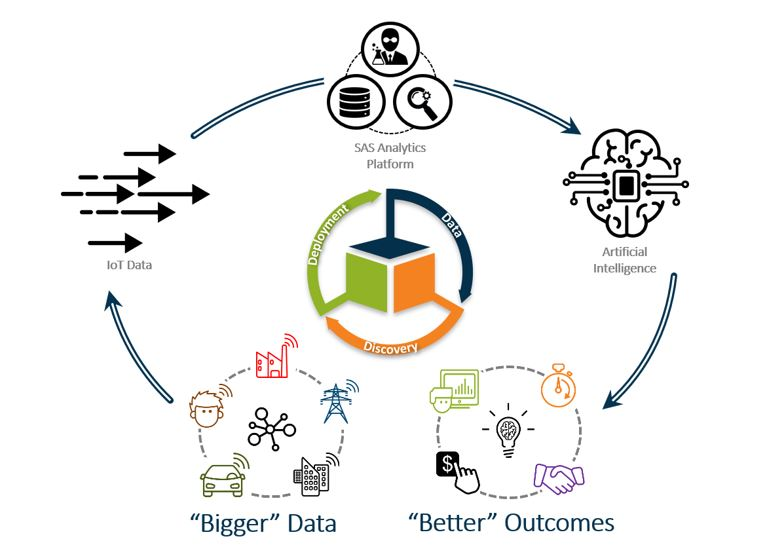 SAS Analytics
Platform
IoT Data
Artificial
Intelligence
Deployment
Data
Discovery
$
“Bigger” Data
“Better” Outcomes